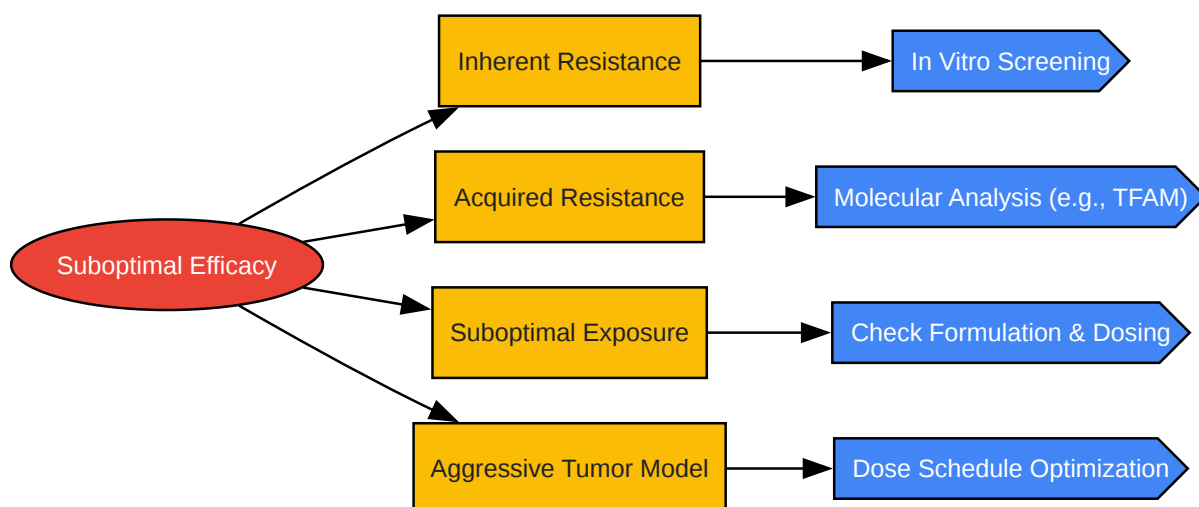 Inherent Resistance
In Vitro Screening
Acquired Resistance
Molecular Analysis (e.g., TFAM)
Suboptimal Efficacy
Suboptimal Exposure
Check Formulation & Dosing
Aggressive Tumor Model
Dose Schedule Optimization